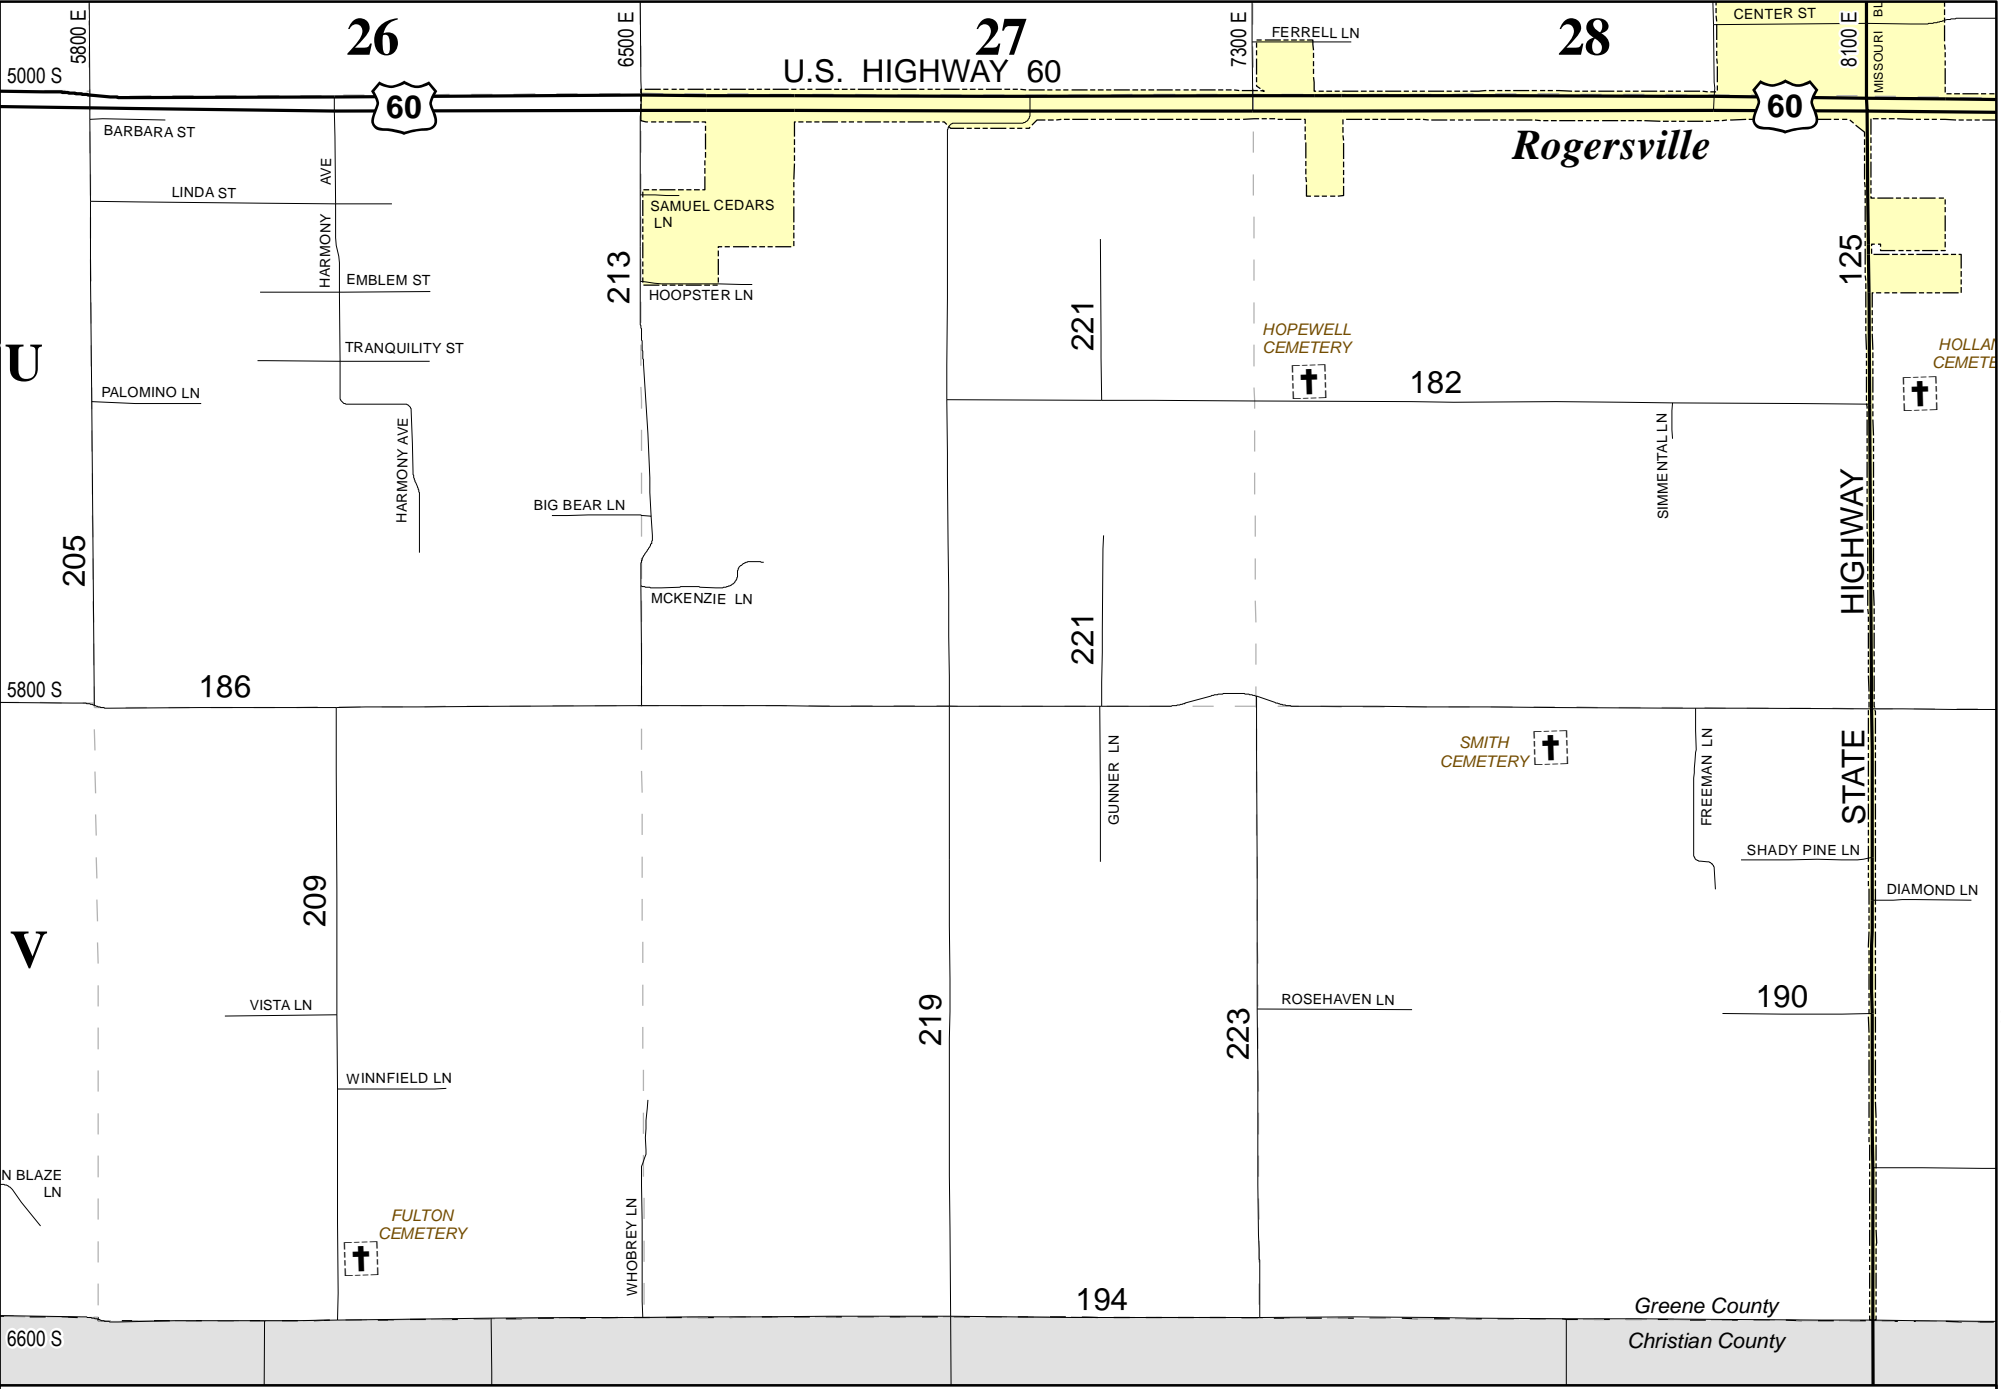 5800 E
26
6500 E
27
7300 E
FERRELL LN
28
CENTER ST
8100 E
MISSOURI BL
5000 S
U.S. HIGHWAY 60
60
60
BARBARA ST
HARMONY AVE
Rogersville
LINDA ST
SAMUEL CEDARS
LN
213
125
EMBLEM ST
HOOPSTER LN
221
HOPEWELL
CEMETERY
U
TRANQUILITY ST
HOLLAN
CEMETE
182
PALOMINO LN
HARMONY AVE
SIMMENTAL LN
BIG BEAR LN
STATE HIGHWAY
205
MCKENZIE LN
221
5800 S
186
GUNNER LN
SMITH
CEMETERY
FREEMAN LN
SHADY PINE LN
209
DIAMOND LN
V
VISTA LN
219
223
ROSEHAVEN LN
190
WINNFIELD LN
N BLAZE
LN
FULTON
CEMETERY
WHOBREY LN
194
Greene County
6600 S
Christian County